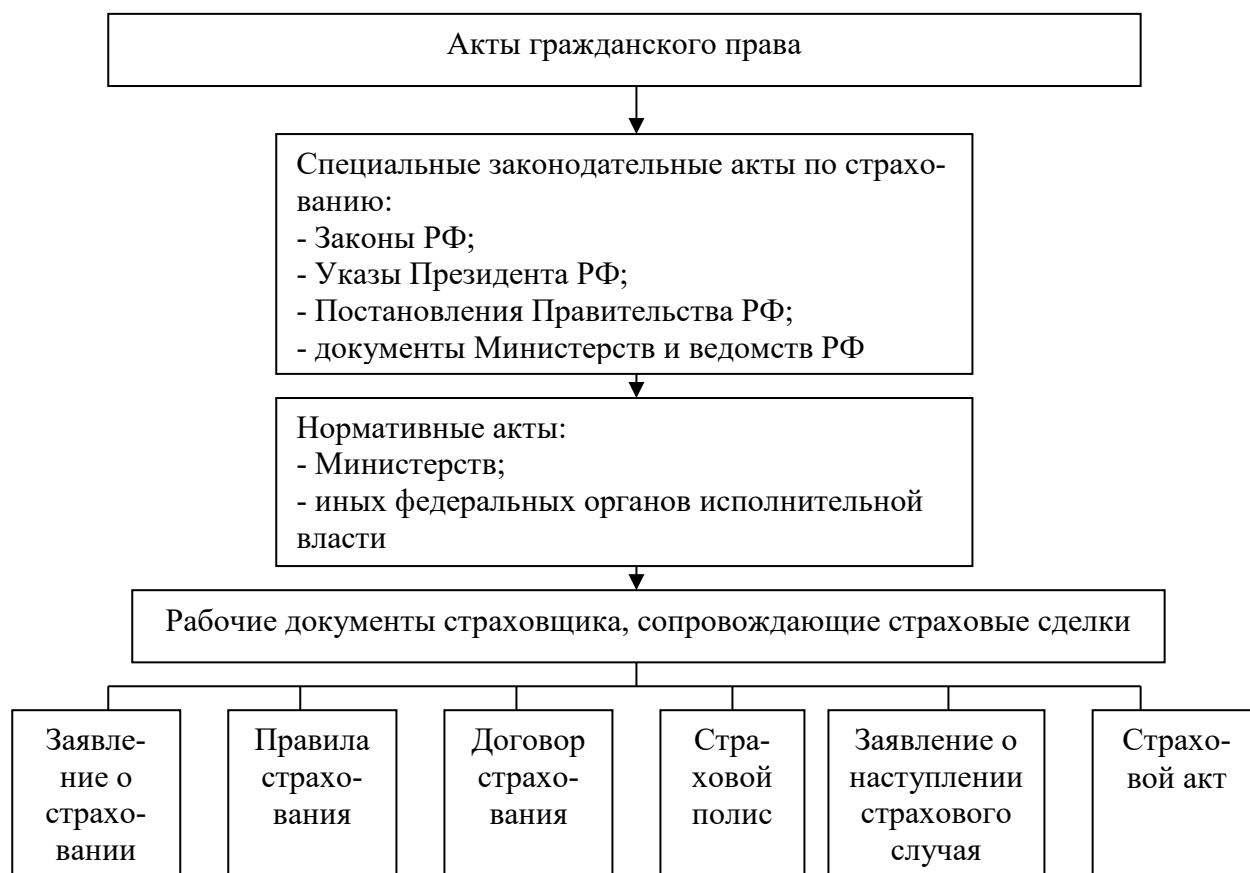 Акты гражданского права
Специальные законодательные акты по страхо-
ванию:
- Законы РФ;
- Указы Президента РФ;
- Постановления Правительства РФ;
- документы Министерств и ведомств РФ
Нормативные акты:
- Министерств;
- иных федеральных органов исполнительной
власти
Рабочие документы страховщика, сопровождающие страховые сделки
Заявле-
ние о
страхо-
вании
Правила
страхо-
вания
Договор
страхо-
вания
Стра-
ховой
полис
Заявление о
наступлении
страхового
случая
Страхо-
вой акт